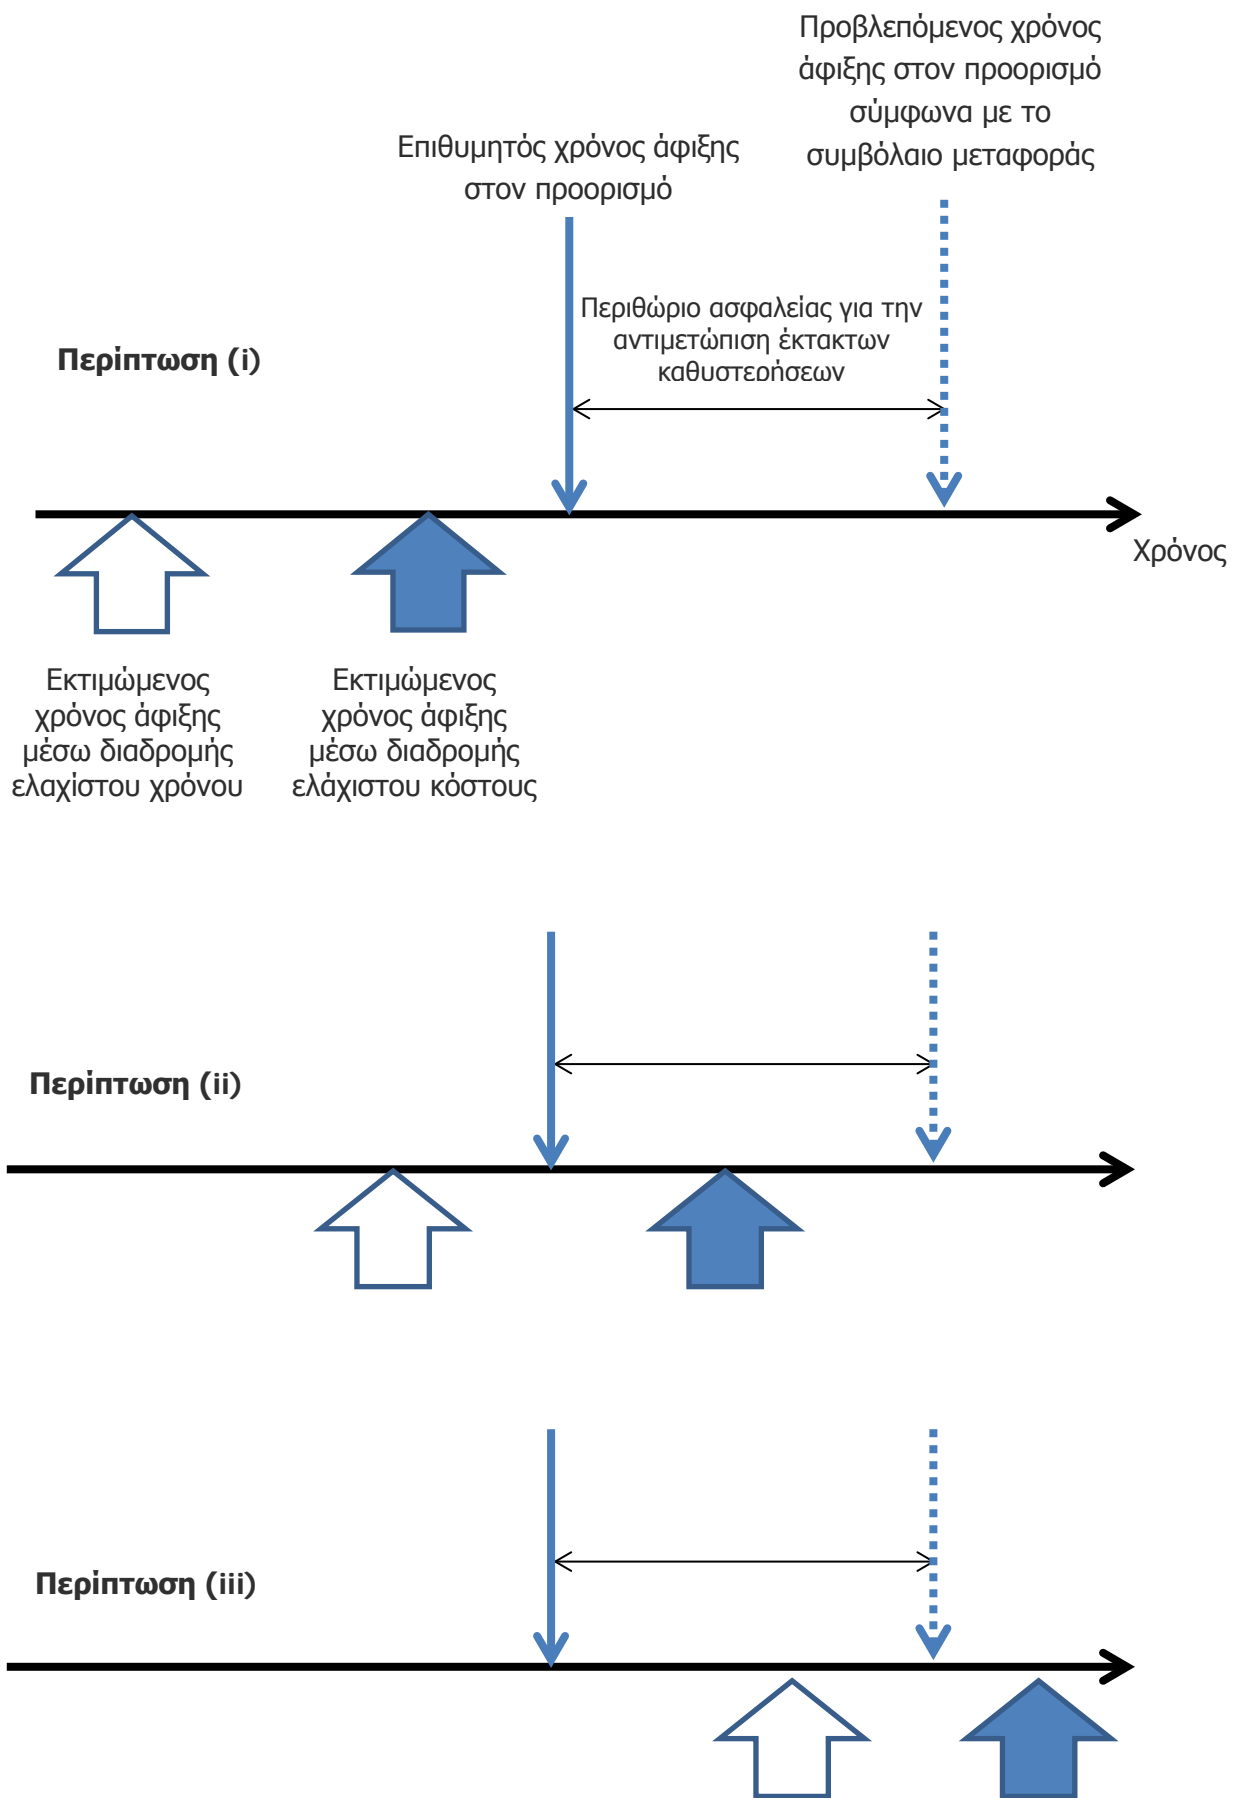 Προβλεπόμενος χρόνος
άφιξης στον προορισμό
σύμφωνα με το
συμβόλαιο μεταφοράς
Επιθυμητός χρόνος άφιξης
στον προορισμό
Περιθώριο ασφαλείας για την
αντιμετώπιση έκτακτων
καθυστερήσεων
Περίπτωση (i)
Χρόνος
Εκτιμώμενος
χρόνος άφιξης
μέσω διαδρομής
ελαχίστου χρόνου
Εκτιμώμενος
χρόνος άφιξης
μέσω διαδρομής
ελάχιστου κόστους
Περίπτωση (ii)
Περίπτωση (iii)